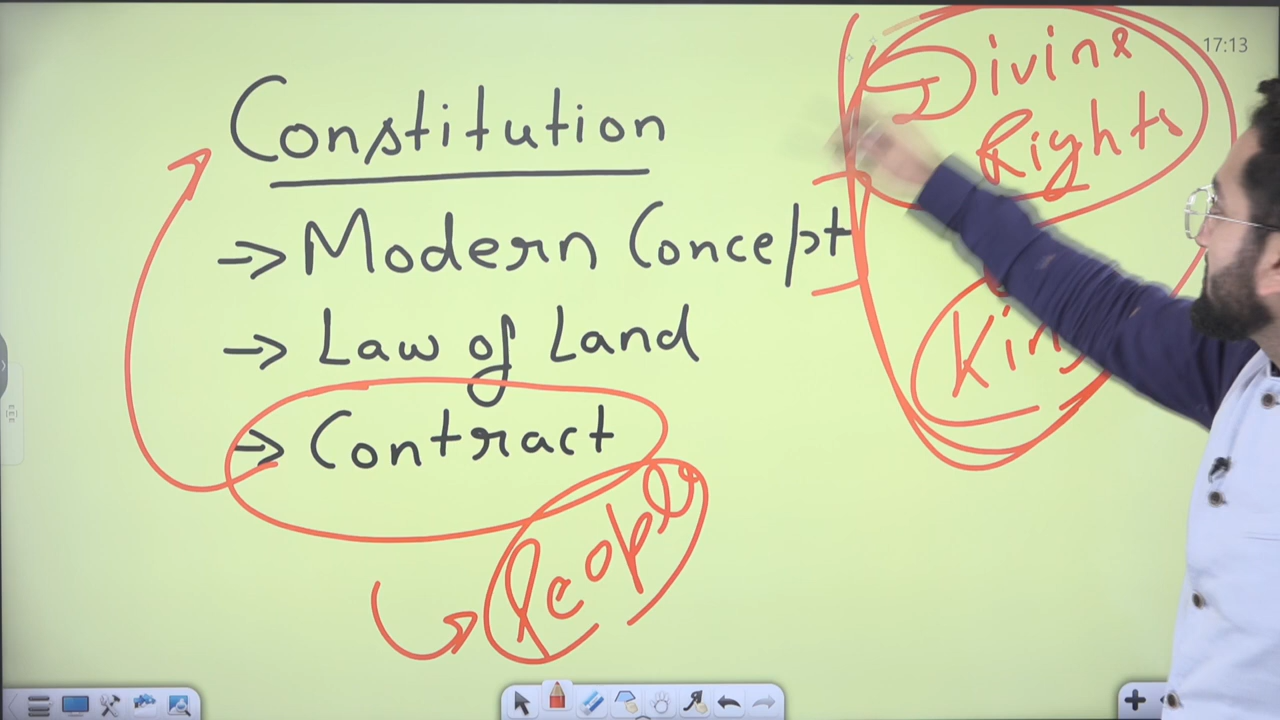 Constitution
→ Modern Concept
→ Law of Land
→ Contract
People
Divine
Rights
17:13